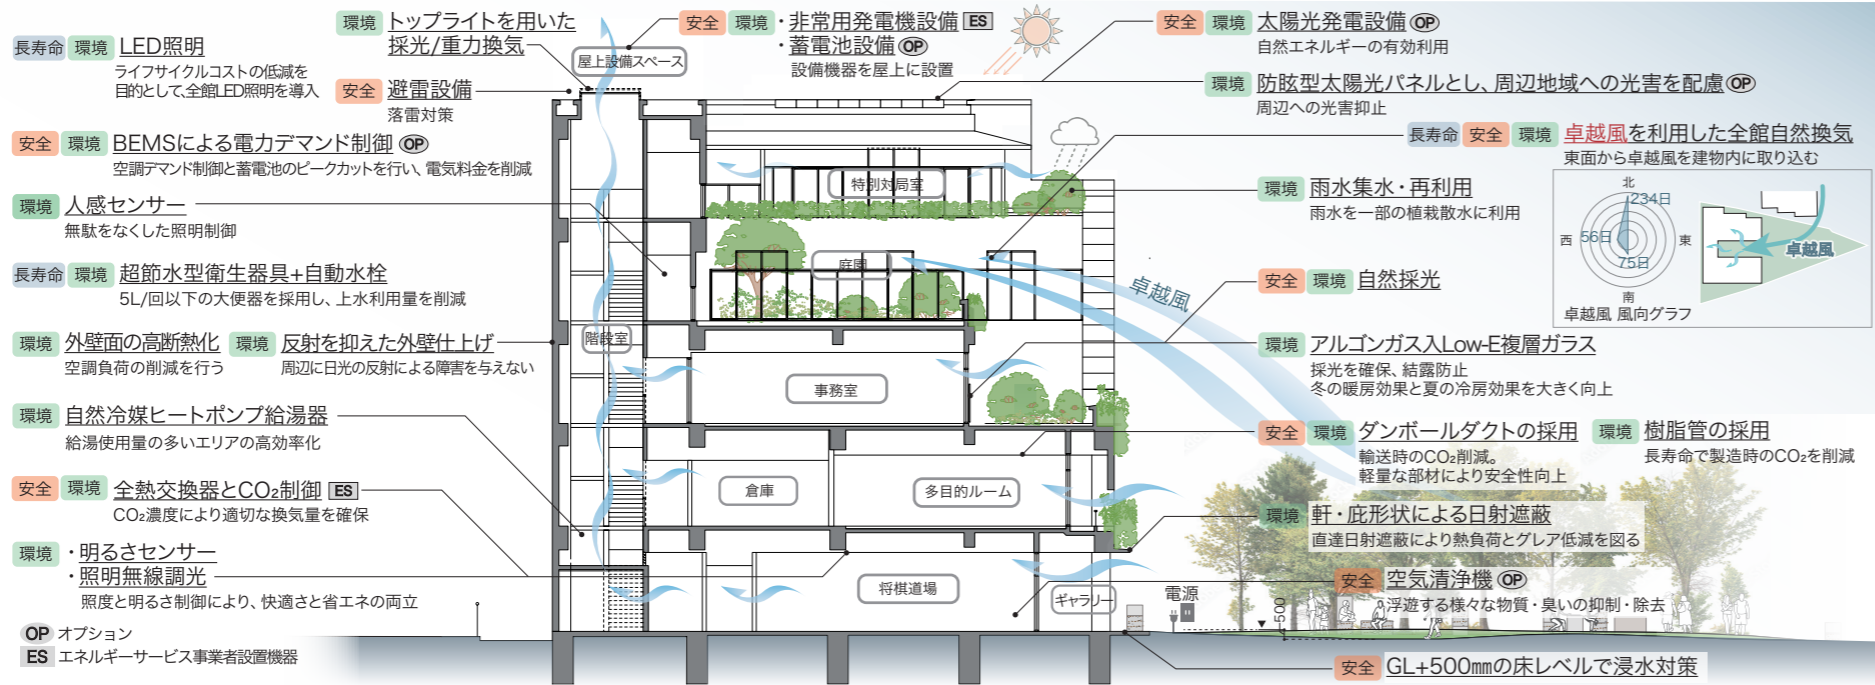 長寿命 環境 LED照明
ライフサイクルコストの低減を
目的として、全館LED照明を導入
環境 トップライトを用いた
採光/重力換気
安全 避雷設備
落雷対策
屋上設備スペース
安全 環境 ・非常用発電機設備 ES
・蓄電池設備 OP
設備機器を屋上に設置
安全 環境 太陽光発電設備 OP
自然エネルギーの有効利用
環境 防眩型太陽光パネルとし、周辺地域への光害を配慮 OP
周辺への光害抑止
長寿命 安全 環境 卓越風を利用した全館自然換気
東面から卓越風を建物内に取り込む
北
234日
西 56日 東
75日
南
卓越風 風向グラフ
卓越風
安全 環境 BEMSによる電力デマンド制御 OP
空調デマンド制御と蓄電池のピークカットを行い、電気料金を削減
環境 人感センサー
無駄をなくした照明制御
長寿命 環境 超節水型衛生器具+自動水栓
5L/回以下の大便器を採用し、上水利用量を削減
環境 外壁面の高断熱化
空調負荷の削減を行う
環境 反射を抑えた外壁仕上げ
周辺に日光の反射による障害を与えない
環境 自然冷媒ヒートポンプ給湯器
給湯使用量の多いエリアの高効率化
安全 環境 全熱交換器とCO₂制御 ES
CO₂濃度により適切な換気量を確保
環境 ・明るさセンサー
・照明無線調光
照度と明るさ制御により、快適さと省エネの両立
OP オプション
ES エネルギーサービス事業者設置機器
特別対局室
庭園
階段室
事務室
倉庫
多目的ルーム
将棋道場
ギャラリー
卓越風
環境 雨水集水・再利用
雨水を一部の植栽散水に利用
安全 環境 自然採光
環境 アルゴンガス入Low-E複層ガラス
採光を確保、結露防止
冬の暖房効果と夏の冷房効果を大きく向上
安全 環境 ダンボールダクトの採用
輸送時のCO₂削減。
軽量な部材により安全性向上
環境 樹脂管の採用
長寿命で製造時のCO₂を削減
環境 軒・庇形状による日射遮蔽
直達日射遮蔽により熱負荷とグレア低減を図る
安全 空気清浄機 OP
浮遊する様々な物質・臭いの抑制・除去
電源
500
安全 GL+500㎜の床レベルで浸水対策